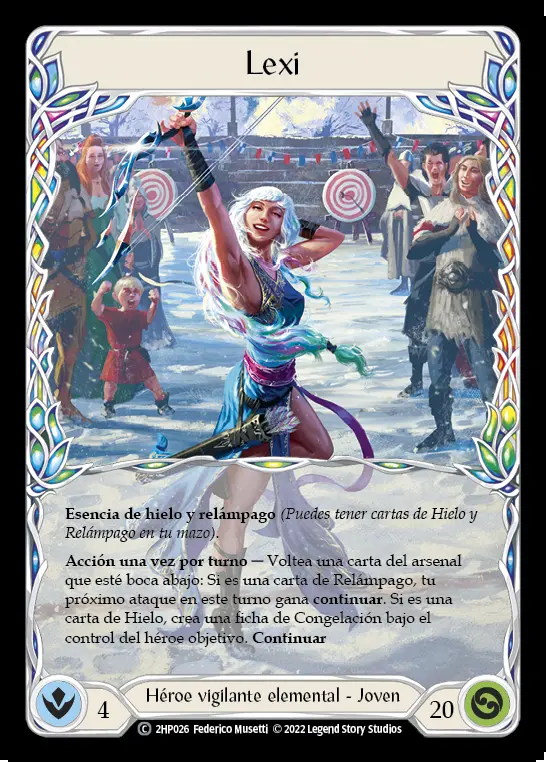 Lexi
Esencia de hielo y relámpago (Puedes tener cartas de Hielo y
Relámpago en tu mazo).
Acción una vez por turno — Voltea una carta del arsenal
que esté boca abajo: Si es una carta de Relámpago, tu
próximo ataque en este turno gana continuar. Si es una
carta de Hielo, crea una ficha de Congelación bajo el
control del héroe objetivo. Continuar
4
Héroe vigilante elemental - Joven
20
C 2HP026 Federico Musetti © 2022 Legend Story Studios